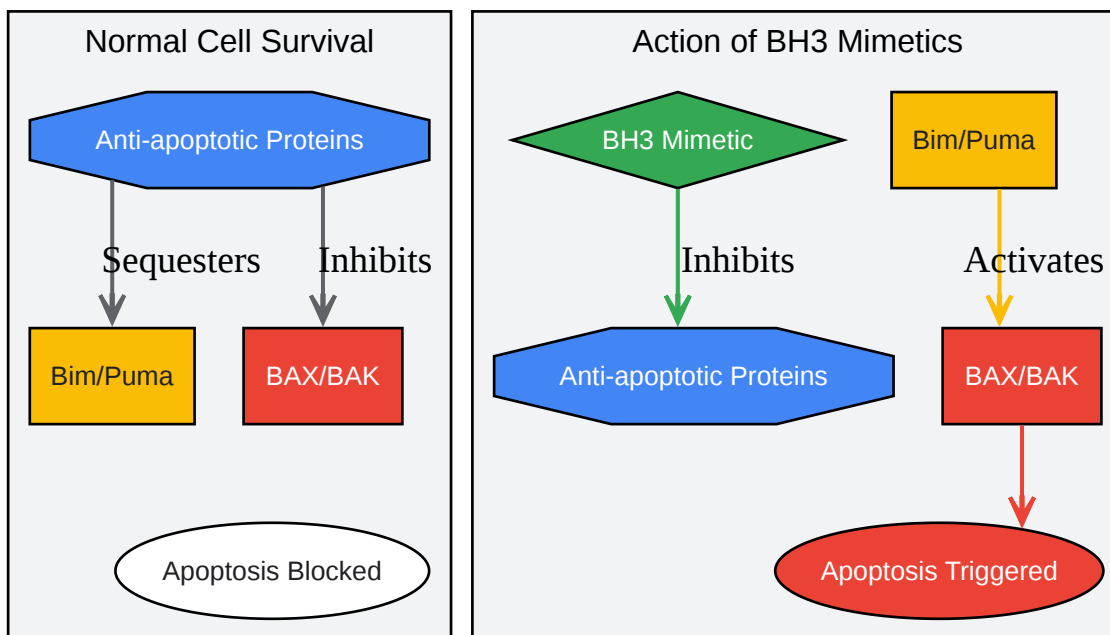 Normal Cell Survival
Anti-apoptotic Proteins
Sequesters
Inhibits
Bim/Puma
BAX/BAK
Apoptosis Blocked
Action of BH3 Mimetics
BH3 Mimetic
Bim/Puma
Inhibits
Activates
Anti-apoptotic Proteins
BAX/BAK
Apoptosis Triggered